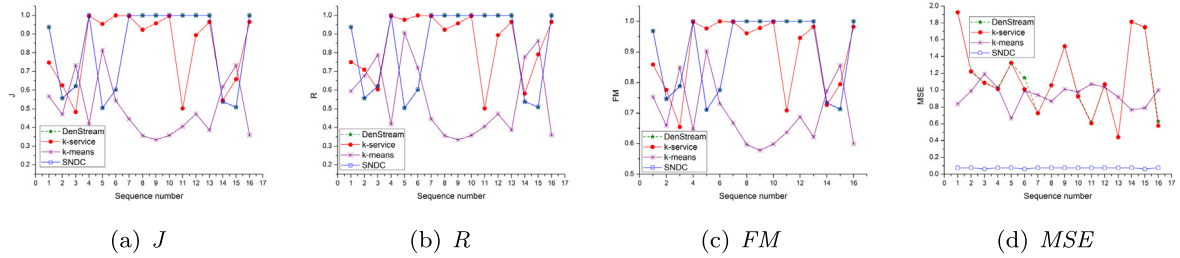 1.0
0.9
0.8
0.7
0.6
0.5
0.4
0.3
0.2
J
DenStream
k-service
k-means
SNDC
0 1 2 3 4 5 6 7 8 9 10 11 12 13 14 15 16 17
Sequence number
(a) J
1.0
0.9
0.8
0.7
0.6
0.5
0.4
0.3
0.2
R
DenStream
k-service
k-means
SNDC
0 1 2 3 4 5 6 7 8 9 10 11 12 13 14 15 16 17
Sequence number
(b) R
1.0
0.9
0.8
0.7
0.6
0.5
FM
DenStream
k-service
k-means
SNDC
0 2 4 6 8 10 12 14 16
Sequence number
(c) FM
2.0
1.8
1.6
1.4
1.2
1.0
0.8
0.6
0.4
0.2
0.0
MSE
DenStream
k-service
k-means
SNDC
0 1 2 3 4 5 6 7 8 9 10 11 12 13 14 15 16 17
Sequence number
(d) MSE